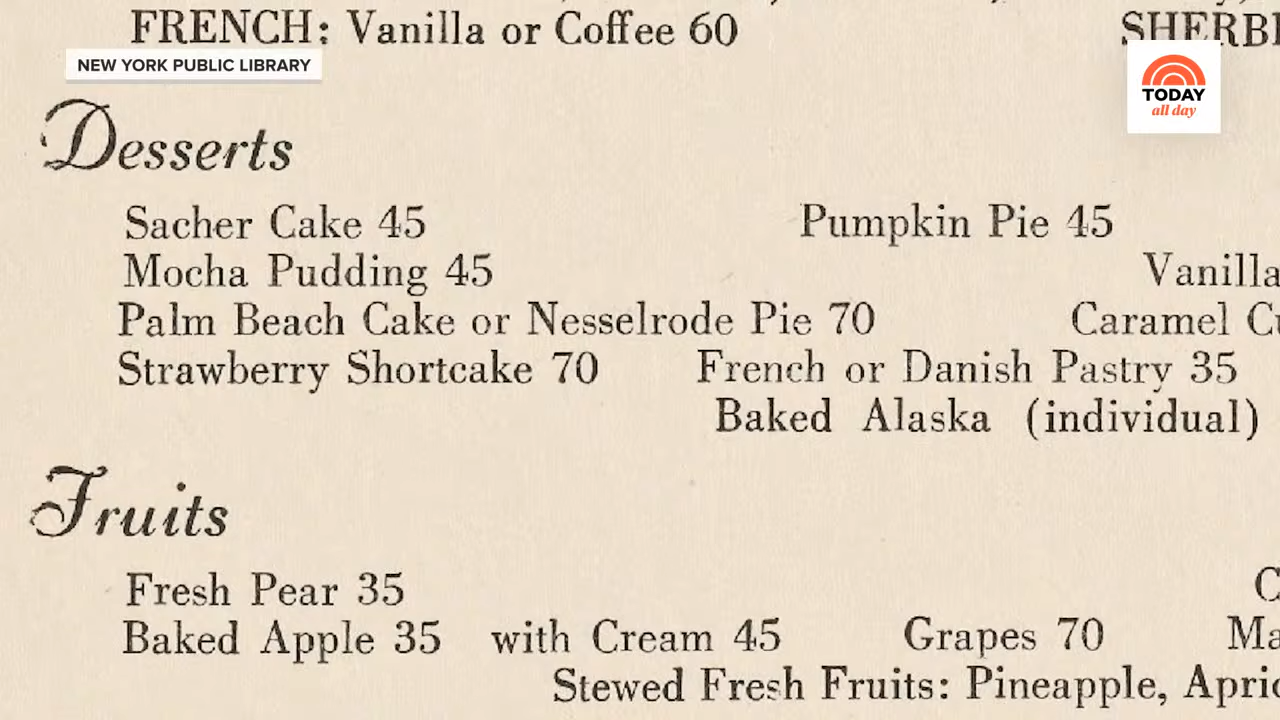 FRENCH: Vanilla or Coffee 60
NEW YORK PUBLIC LIBRARY
TODAY
all day
Desserts
Sacher Cake 45 Pumpkin Pie 45
Mocha Pudding 45 Vanilla
Palm Beach Cake or Nesselrode Pie 70 Caramel
Strawberry Shortcake 70 French or Danish Pastry 35
Baked Alaska (individual)
Fruits
Fresh Pear 35
Baked Apple 35 with Cream 45 Grapes 70
Stewed Fresh Fruits: Pineapple,